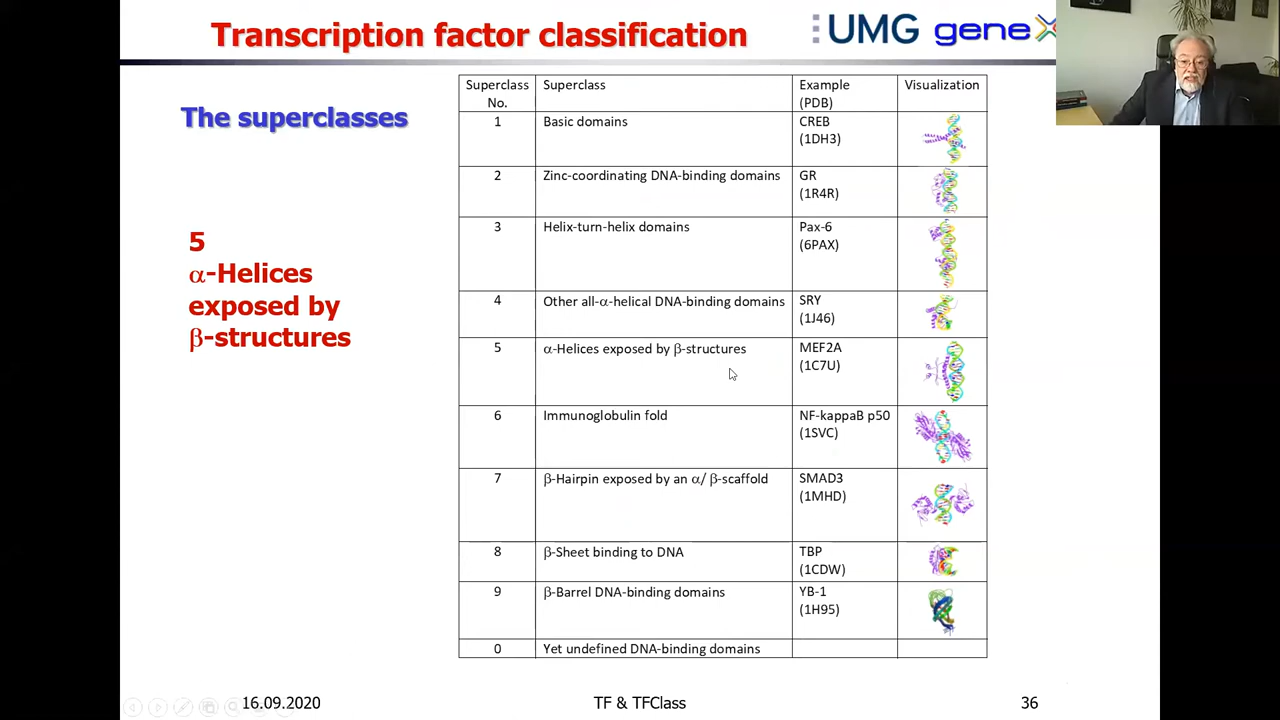 Transcription factor classification
UMG gene
The superclasses
5
α-Helices
exposed by
β-structures
Superclass No. Superclass Example (PDB) Visualization
1 Basic domains CREB (1DH3)
2 Zinc-coordinating DNA-binding domains GR (1R4R)
3 Helix-turn-helix domains Pax-6 (6PAX)
4 Other all-α-helical DNA-binding domains SRY (1J46)
5 α-Helices exposed by β-structures MEF2A (1C7U)
6 Immunoglobulin fold NF-kappaB p50 (1SVC)
7 β-Hairpin exposed by an α/ β-scaffold SMAD3 (1MHD)
8 β-Sheet binding to DNA TBP (1CDW)
9 β-Barrel DNA-binding domains YB-1 (1H95)
0 Yet undefined DNA-binding domains
16.09.2020 TF & TFClass 36